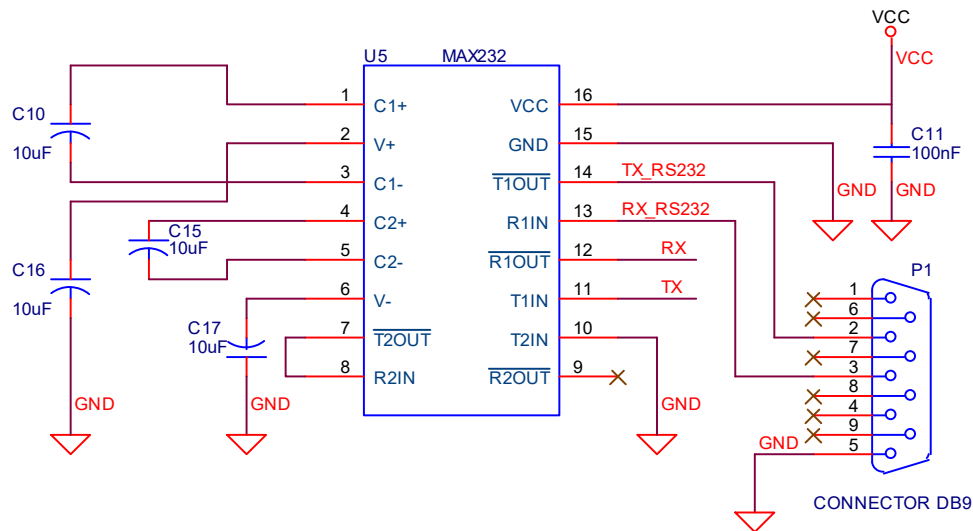 VCC
VCC
U5 MAX232
C10
10uF
C15
10uF
C16
10uF
C17
10uF
GND
GND
1 C1+
2 V+
3 C1-
4 C2+
5 C2-
6 V-
7 T2OUT
8 R2IN
VCC 16
GND 15
T1OUT 14 TX_RS232
R1IN 13 RX_RS232
R1OUT 12 RX
T1IN 11 TX
T2IN 10
R2OUT 9
GND
C11
100nF
GND
GND
P1
1
6
2
7
3
8
4
9
5
GND
CONNECTOR DB9